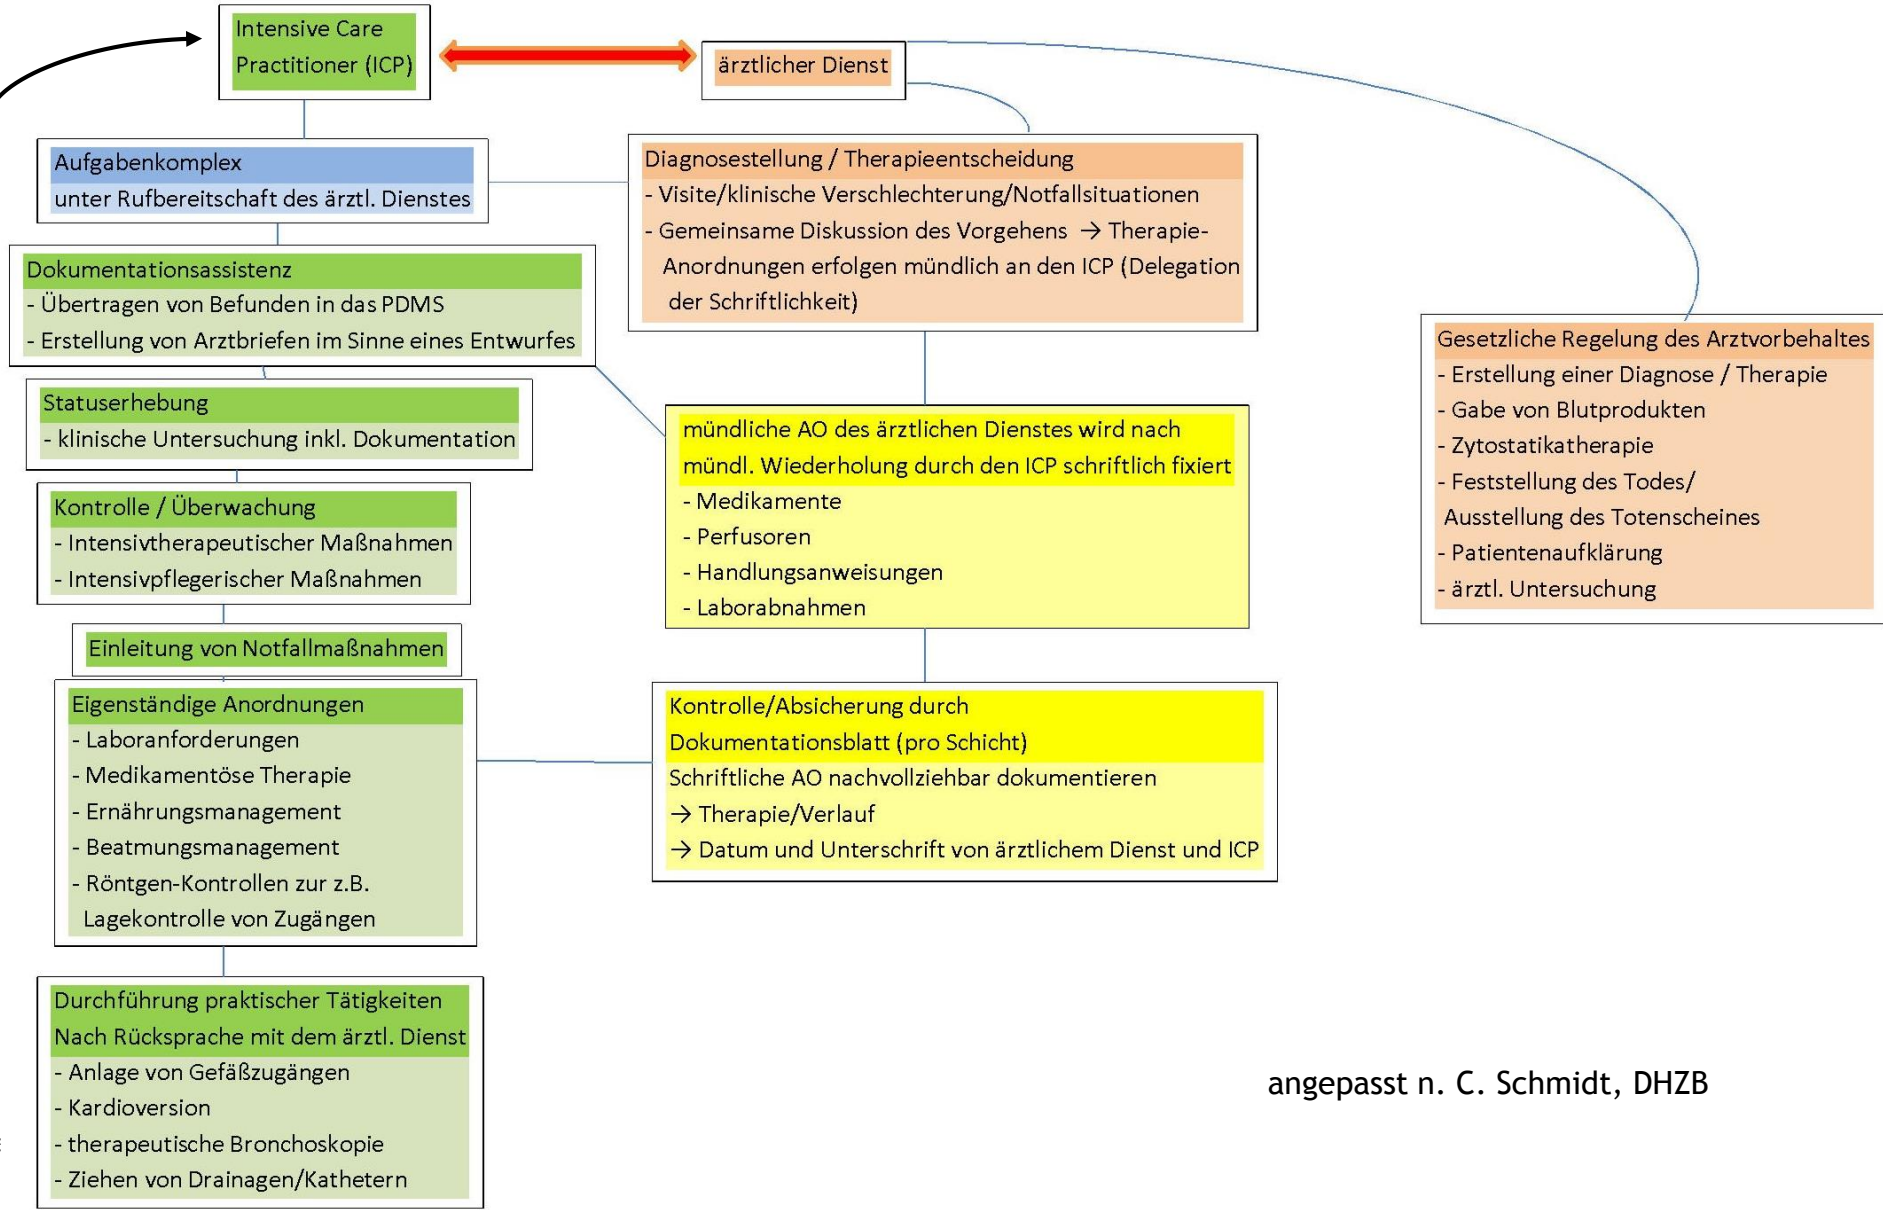 Intensive Care
Practitioner (ICP)
ärztlicher Dienst
Aufgabenkomplex
unter Rufbereitschaft des ärztl. Dienstes
Diagnosestellung / Therapieentscheidung
- Visite/klinische Verschlechterung/Notfallsituationen
- Gemeinsame Diskussion des Vorgehens → Therapie-
Anordnungen erfolgen mündlich an den ICP (Delegation
der Schriftlichkeit)
Dokumentationsassistenz
- Übertragen von Befunden in das PDMS
- Erstellung von Arztbriefen im Sinne eines Entwurfes
Gesetzliche Regelung des Arztvorbehaltes
- Erstellung einer Diagnose / Therapie
- Gabe von Blutprodukten
- Zytostatikatherapie
- Feststellung des Todes/
Ausstellung des Totenscheines
- Patientenaufklärung
- ärztl. Untersuchung
Statuserhebung
- klinische Untersuchung inkl. Dokumentation
mündliche AO des ärztlichen Dienstes wird nach
mündl. Wiederholung durch den ICP schriftlich fixiert
- Medikamente
- Perfusoren
- Handlungsanweisungen
- Laborabnahmen
Kontrolle / Überwachung
- Intensivtherapeutischer Maßnahmen
- Intensivpflegerischer Maßnahmen
Einleitung von Notfallmaßnahmen
Eigenständige Anordnungen
- Laboranforderungen
- Medikamentöse Therapie
- Ernährungsmanagement
- Beatmungsmanagement
- Röntgen-Kontrollen zur z.B.
Lagekontrolle von Zugängen
Kontrolle/Absicherung durch
Dokumentationsblatt (pro Schicht)
Schriftliche AO nachvollziehbar dokumentieren
→ Therapie/Verlauf
→ Datum und Unterschrift von ärztlichem Dienst und ICP
Durchführung praktischer Tätigkeiten
Nach Rücksprache mit dem ärztl. Dienst
- Anlage von Gefäßzugängen
- Kardioversion
- therapeutische Bronchoskopie
- Ziehen von Drainagen/Kathetern
angepasst n. C. Schmidt, DHZB